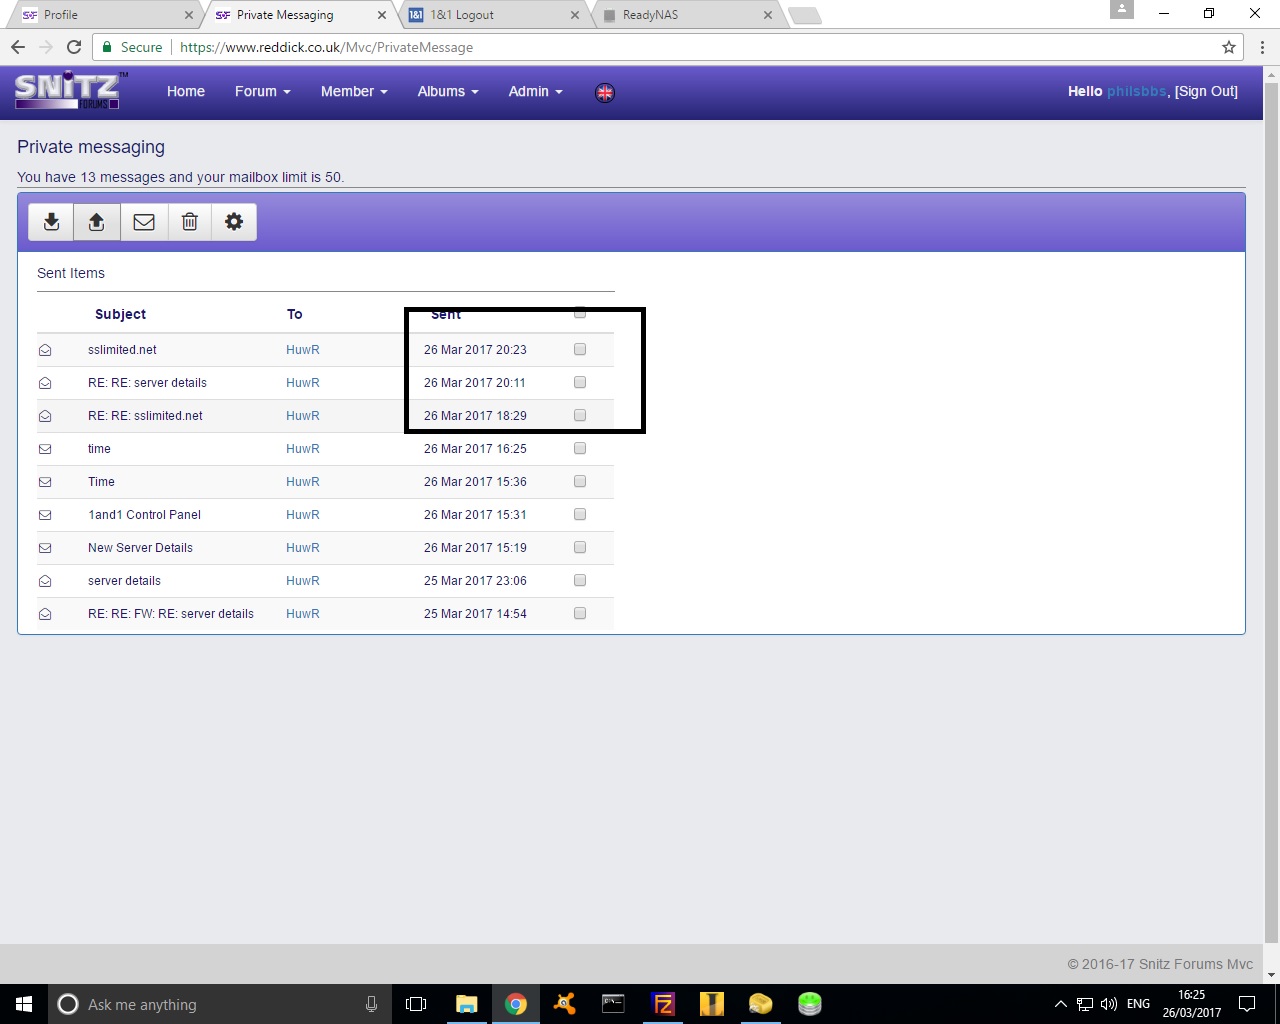 Profile
Private Messaging
1&1 Logout
ReadyNAS
Secure https://www.reddick.co.uk/Mvc/PrivateMessage
SNiTZ™ FORUMS
Home Forum Member Albums Admin
Hello philsbbs, [Sign Out]
Private messaging
You have 13 messages and your mailbox limit is 50.
Sent Items
Subject To Sent
sslimited.net HuwR 26 Mar 2017 20:23
RE: RE: server details HuwR 26 Mar 2017 20:11
RE: RE: sslimited.net HuwR 26 Mar 2017 18:29
time HuwR 26 Mar 2017 16:25
Time HuwR 26 Mar 2017 15:36
1and1 Control Panel HuwR 26 Mar 2017 15:31
New Server Details HuwR 26 Mar 2017 15:19
server details HuwR 25 Mar 2017 23:06
RE: RE: FW: RE: server details HuwR 25 Mar 2017 14:54
© 2016-17 Snitz Forums Mvc
Ask me anything
ENG
16:25
26/03/2017